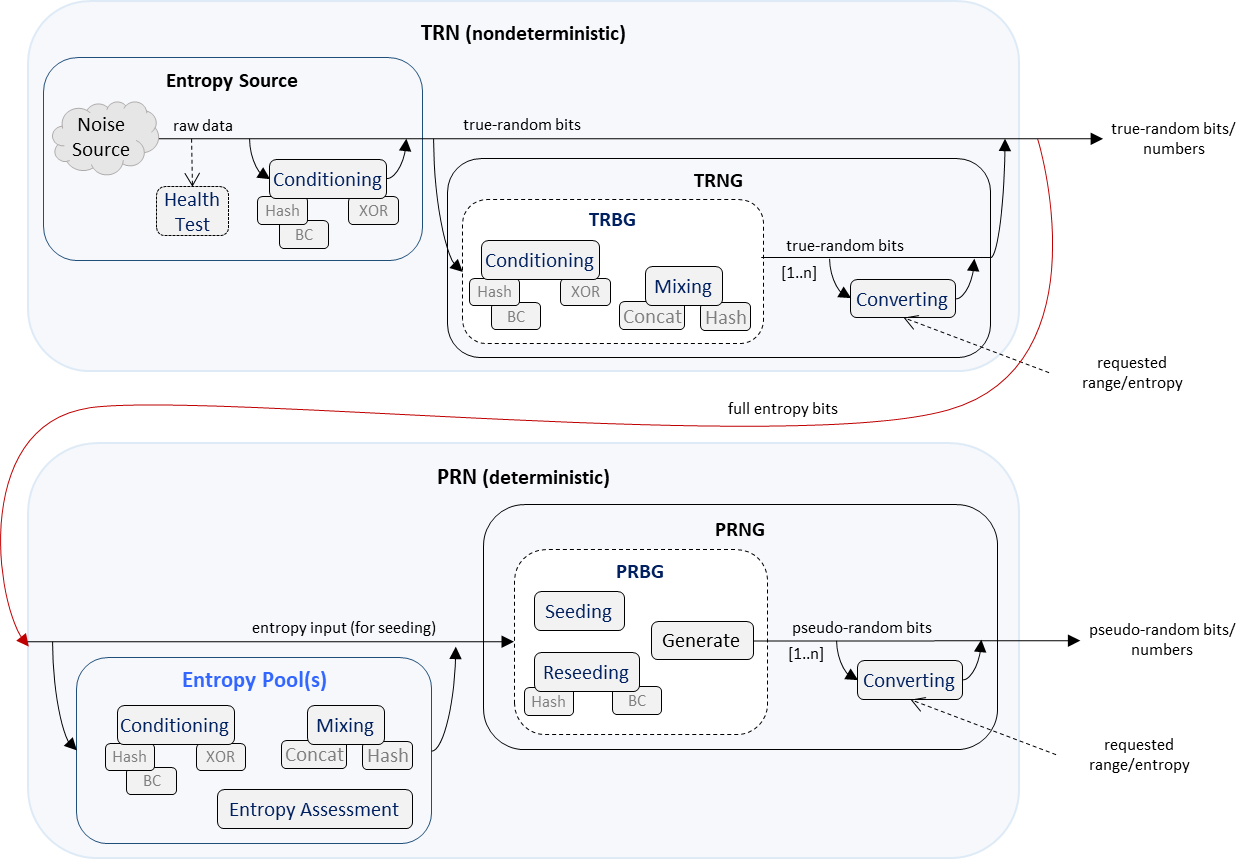 TRN (nondeterministic)
Entropy Source
Noise
Source
raw data
Health
Test
Conditioning
Hash
XOR
BC
true-random bits
true-random bits/
numbers
TRNG
TRBG
Conditioning
Hash
XOR
BC
Mixing
Concat
Hash
true-random bits
[1..n]
Converting
requested
range/entropy
full entropy bits
PRN (deterministic)
PRNG
PRBG
entropy input (for seeding)
Seeding
Generate
Reseeding
Hash
BC
pseudo-random bits
[1..n]
Converting
pseudo-random bits/
numbers
requested
range/entropy
Entropy Pool(s)
Conditioning
Hash
XOR
BC
Mixing
Concat
Hash
Entropy Assessment